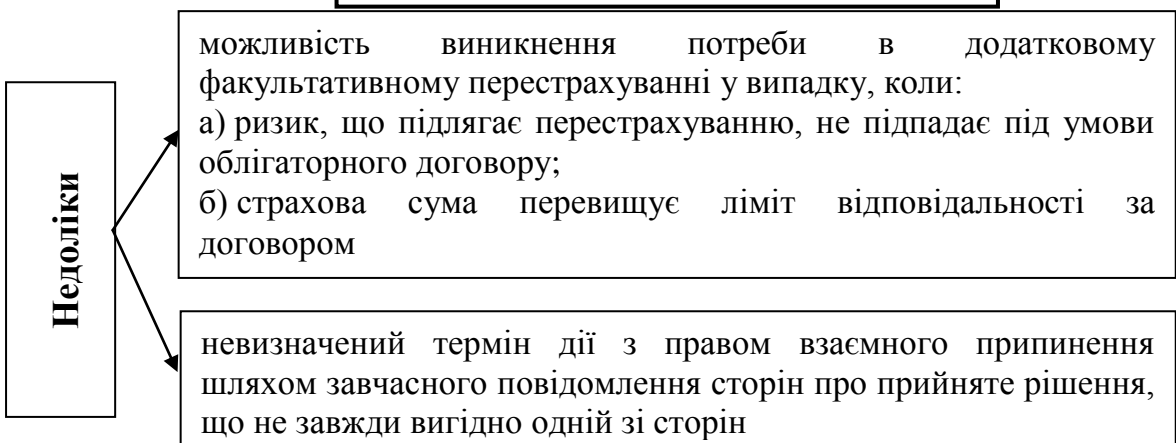 можливість виникнення потреби в додатковому
факультативному перестрахуванні у випадку, коли:
а) ризик, що підлягає перестрахуванню, не підпадає під умови
облігаторного договору;
б) страхова сума перевищує ліміт відповідальності за
договором
Недоліки
невизначений термін дії з правом взаємного припинення
шляхом завчасного повідомлення сторін про прийняте рішення,
що не завжди вигідно одній зі сторін